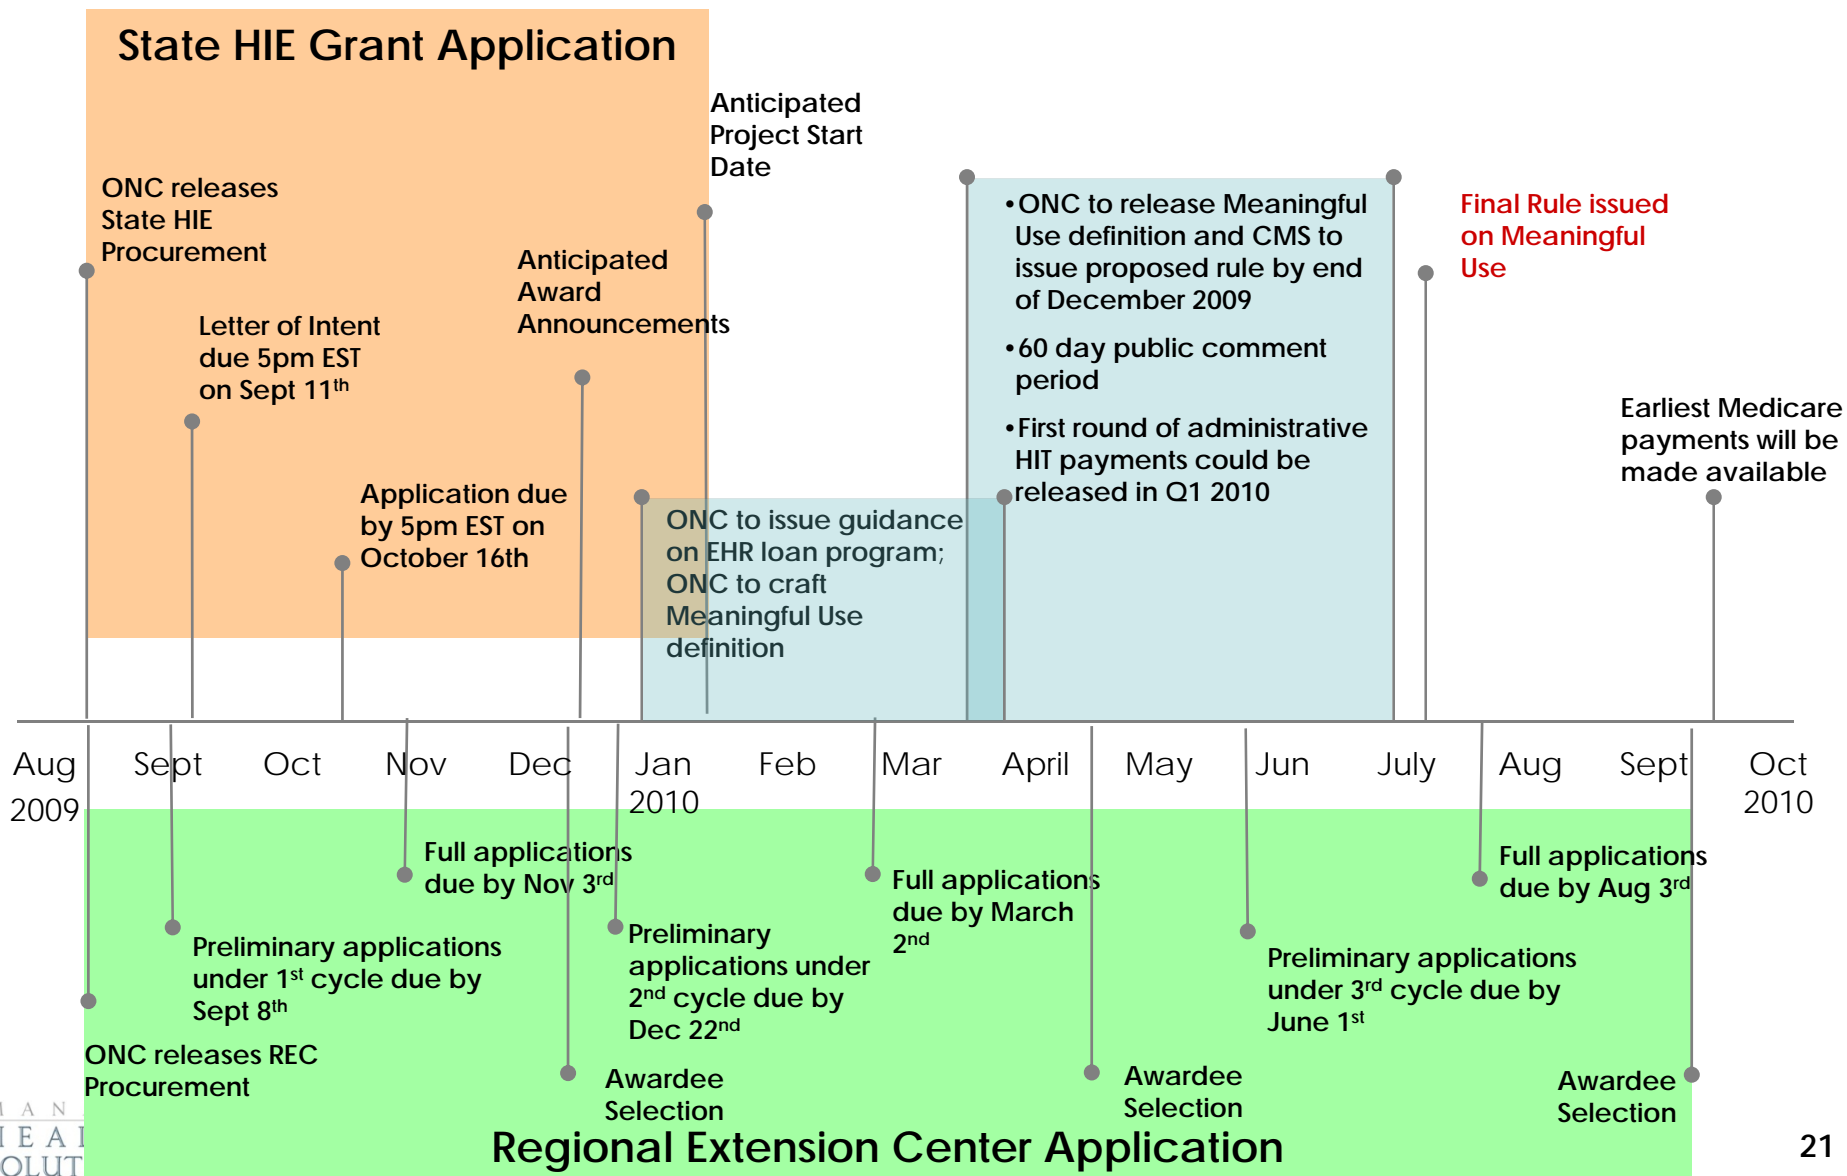 State HIE Grant Application
Anticipated
Project Start
Date
ONC releases
State HIE
Procurement
Letter of Intent
due 5pm EST
on Sept 11th
Application due
by 5pm EST on
October 16th
Anticipated
Award
Announcements
ONC to issue guidance
on EHR loan program;
ONC to craft
Meaningful Use
definition
•ONC to release Meaningful
Use definition and CMS to
issue proposed rule by end
of December 2009
•60 day public comment
period
•First round of administrative
HIT payments could be
released in Q1 2010
Final Rule issued
on Meaningful
Use
Earliest Medicare
payments will be
made available
Aug Sept Oct Nov Dec Jan Feb Mar April May Jun July Aug Sept Oct
2009 2010 2010
Full applications
due by Nov 3rd
Preliminary applications
under 1st cycle due by
Sept 8th
ONC releases REC
Procurement
Preliminary
applications under
2nd cycle due by
Dec 22nd
Awardee
Selection
Full applications
due by March
2nd
Awardee
Selection
Preliminary applications
under 3rd cycle due by
June 1st
Full applications
due by Aug 3rd
Awardee
Selection
Regional Extension Center Application
21